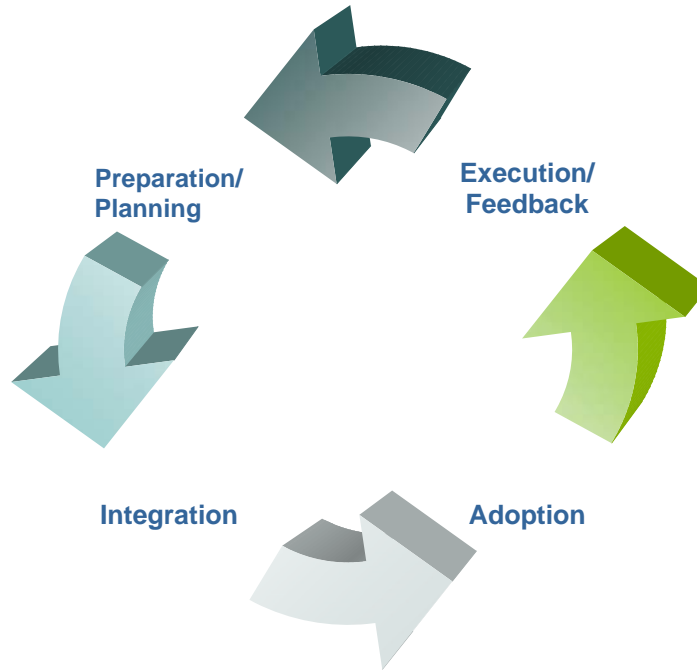 Preparation/
Planning
Execution/
Feedback
Integration
Adoption